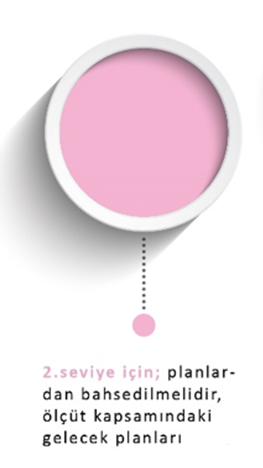 2.seviye için; planlar-
dan bahsedilmelidir,
ölçüt kapsamındaki
gelecek planları